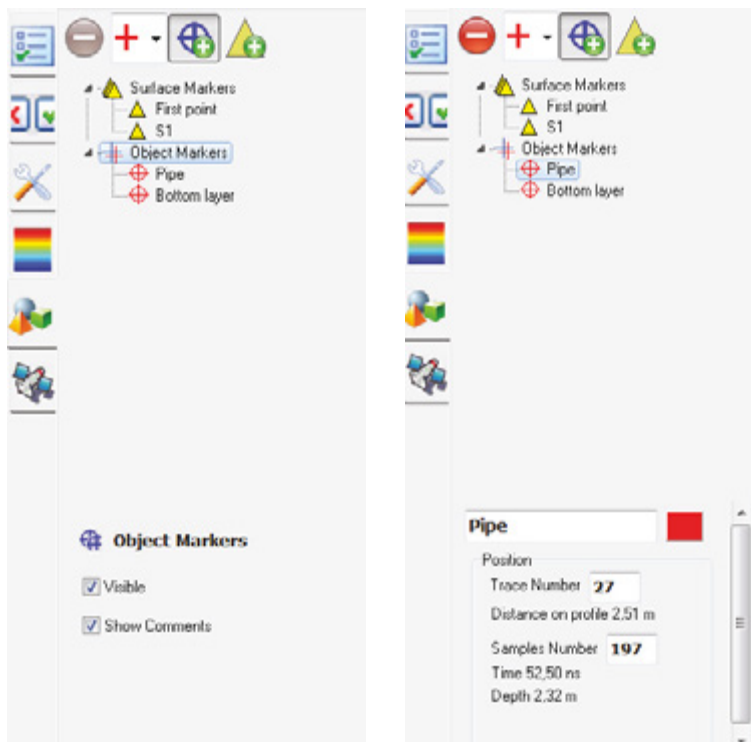 Surface Markers
First point
S1
Object Markers
Pipe
Bottom layer
Object Markers
Visible
Show Comments
Surface Markers
First point
S1
Object Markers
Pipe
Bottom layer
Pipe
Position
Trace Number 27
Distance on profile 2,51 m
Samples Number 197
Time 52,50 ns
Depth 2,32 m